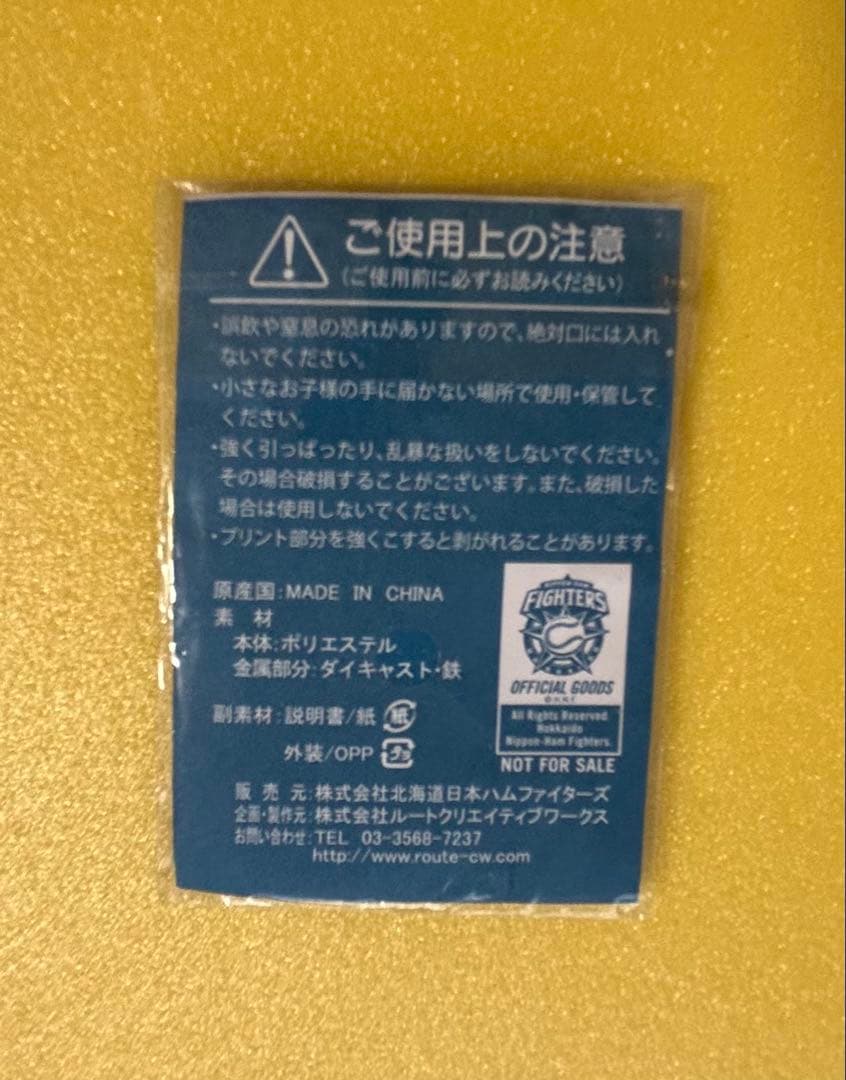 ご使用上の注意
(ご使用前に必ずお読みください)
・誤飲や窒息の恐れがありますので、絶対口には入れ
ないでください。
・小さなお子様の手に届かない場所で使用・保管して
ください。
・強く引っぱったり、乱暴な扱いをしないでください。
その場合破損することがございます。また、破損した
場合は使用しないでください。
・プリント部分を強くこすると剥がれることがあります。
原産国:MADE IN CHINA
素 材
本体:ポリエステル
金属部分:ダイキャスト・鉄
副素材:説明書/紙 紙
外装/OPP プラ
NIPPON-HAM
FIGHTERS
OFFICIAL GOODS
All Rights Reserved
Hokkaido
Nippon-Ham Fighters.
NOT FOR SALE
販 売 元:株式会社北海道日本ハムファイターズ
企画・製作元:株式会社ルートクリエイティブワークス
お問い合わせ:TEL 03-3568-7237
http://www.route-cw.com